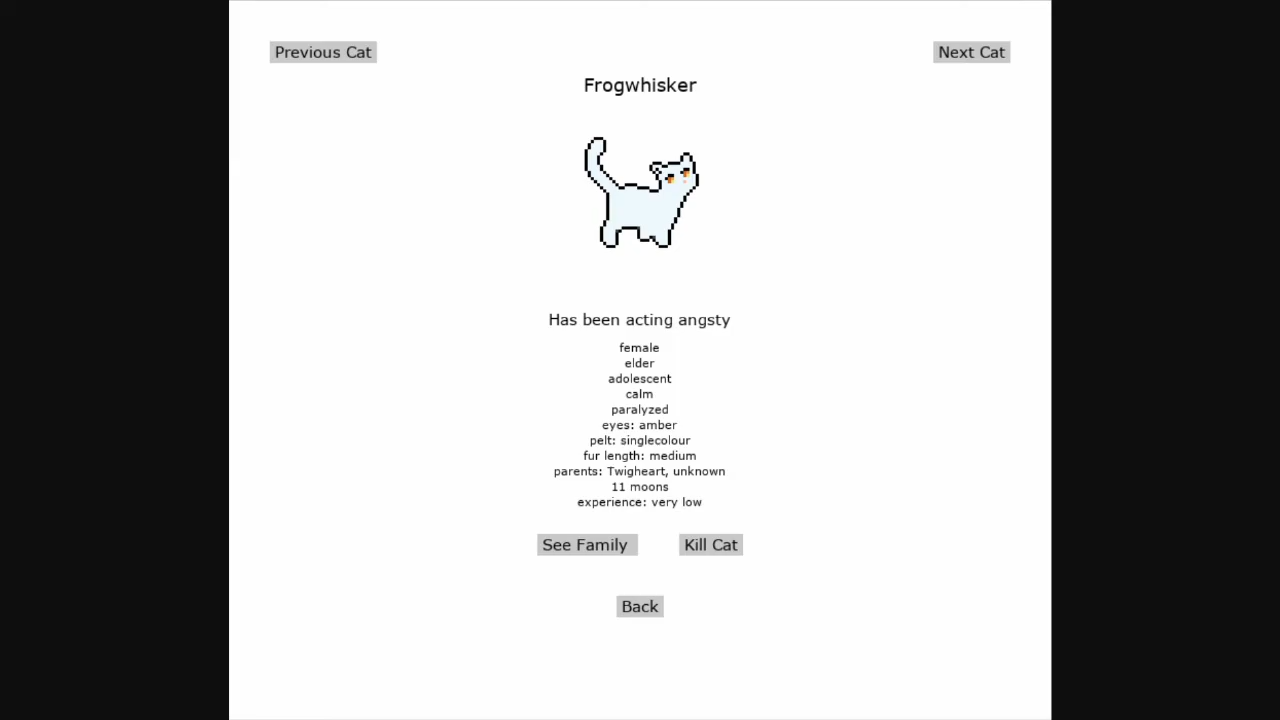 Previous Cat
Next Cat
Frogwhisker
Has been acting angsty
female
elder
adolescent
calm
paralyzed
eyes: amber
pelt: singlecolour
fur length: medium
parents: Twigheart, unknown
11 moons
experience: very low
See Family
Kill Cat
Back